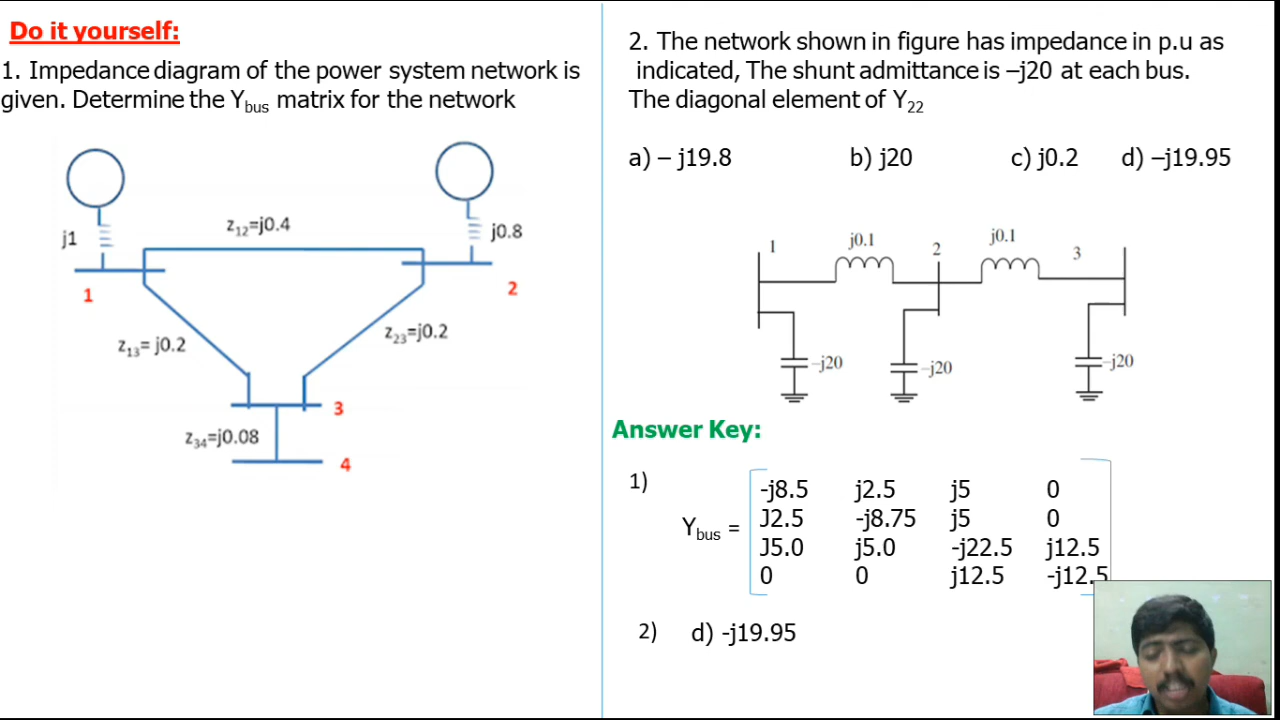 Do it yourself:
1. Impedance diagram of the power system network is
given. Determine the Ybus matrix for the network
j1
z12=j0.4
j0.8
1
2
z13= j0.2
z23=j0.2
3
z34=j0.08
4
2. The network shown in figure has impedance in p.u as
indicated, The shunt admittance is –j20 at each bus.
The diagonal element of Y22
a) – j19.8 b) j20 c) j0.2 d) –j19.95
1 j0.1 2 j0.1 3
–j20 –j20 –j20
Answer Key:
1)
Ybus =
-j8.5 j2.5 j5 0
J2.5 -j8.75 j5 0
J5.0 j5.0 -j22.5 j12.5
0 0 j12.5 -j12.5
2) d) -j19.95